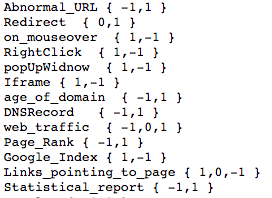 Abnormal_URL { -1,1 }
Redirect { 0,1 }
on_mouseover { 1,-1 }
RightClick { 1,-1 }
popUpWidnow { 1,-1 }
Iframe { 1,-1 }
age_of_domain { -1,1 }
DNSRecord { -1,1 }
web_traffic { -1,0,1 }
Page_Rank { -1,1 }
Google_Index { 1,-1 }
Links_pointing_to_page { 1,0,-1 }
Statistical_report { -1,1 }